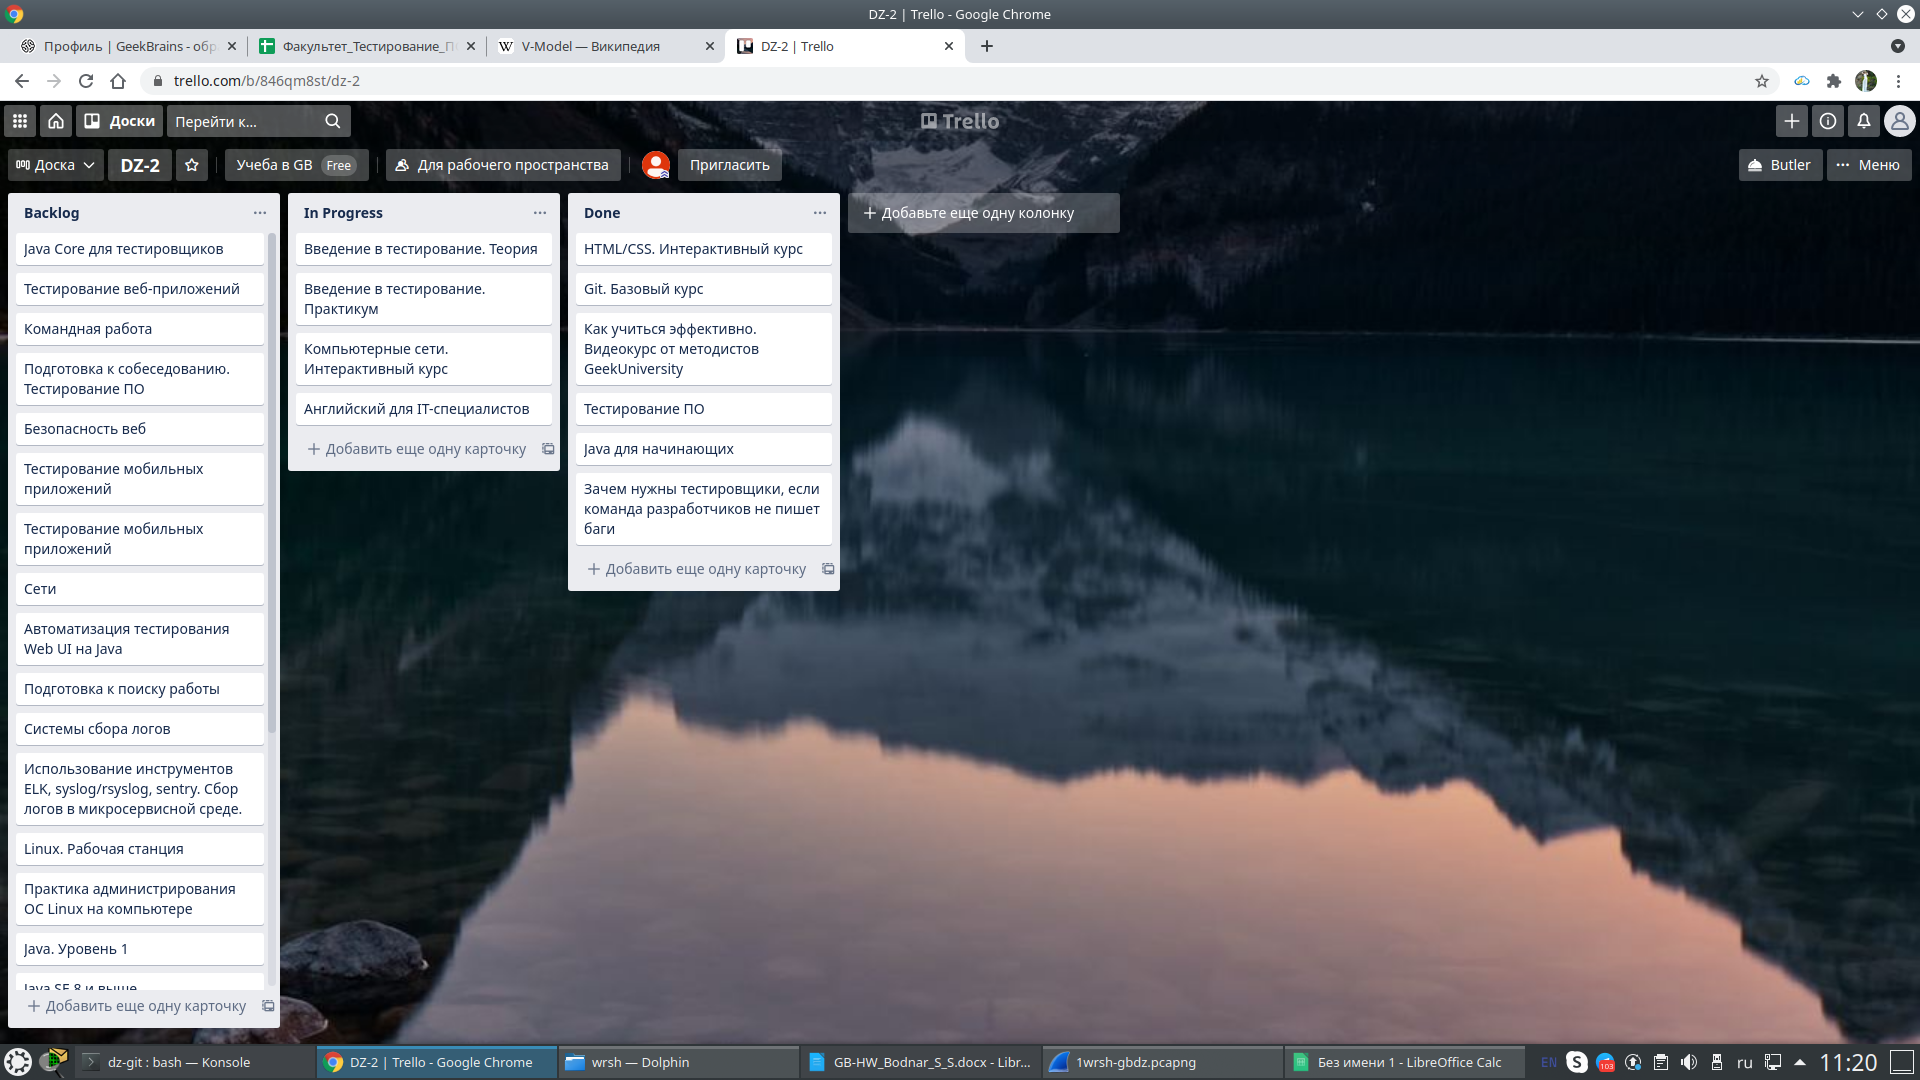 DZ-2 | Trello - Google Chrome
Профиль | GeekBrains - обр
Факультет_Тестирование_П
V-Model — Википедия
DZ-2 | Trello
trello.com/b/846qm8st/dz-2
Доски
Перейти к...
Trello
Доска
DZ-2
Учеба в GB Free
Для рабочего пространства
Пригласить
Butler
··· Меню
Backlog
Java Core для тестировщиков
Тестирование веб-приложений
Командная работа
Подготовка к собеседованию.
Тестирование ПО
Безопасность веб
Тестирование мобильных
приложений
Тестирование мобильных
приложений
Сети
Автоматизация тестирования
Web UI на Java
Подготовка к поиску работы
Системы сбора логов
Использование инструментов
ELK, syslog/rsyslog, sentry. Сбор
логов в микросервисной среде.
Linux. Рабочая станция
Практика администрирования
ОС Linux на компьютере
Java. Уровень 1
Java SE 8 и выше
+ Добавить еще одну карточку
In Progress
Введение в тестирование. Теория
Введение в тестирование.
Практикум
Компьютерные сети.
Интерактивный курс
Английский для IT-специалистов
+ Добавить еще одну карточку
Done
HTML/CSS. Интерактивный курс
Git. Базовый курс
Как учиться эффективно.
Видеокурс от методистов
GeekUniversity
Тестирование ПО
Java для начинающих
Зачем нужны тестировщики, если
команда разработчиков не пишет
баги
+ Добавить еще одну карточку
+ Добавьте еще одну колонку
dz-git : bash — Konsole
DZ-2 | Trello - Google Chrome
wrsh — Dolphin
GB-HW_Bodnar_S_S.docx - Libr...
1wrsh-gbdz.pcapng
Без имени 1 - LibreOffice Calc
EN
103
ru
11:20